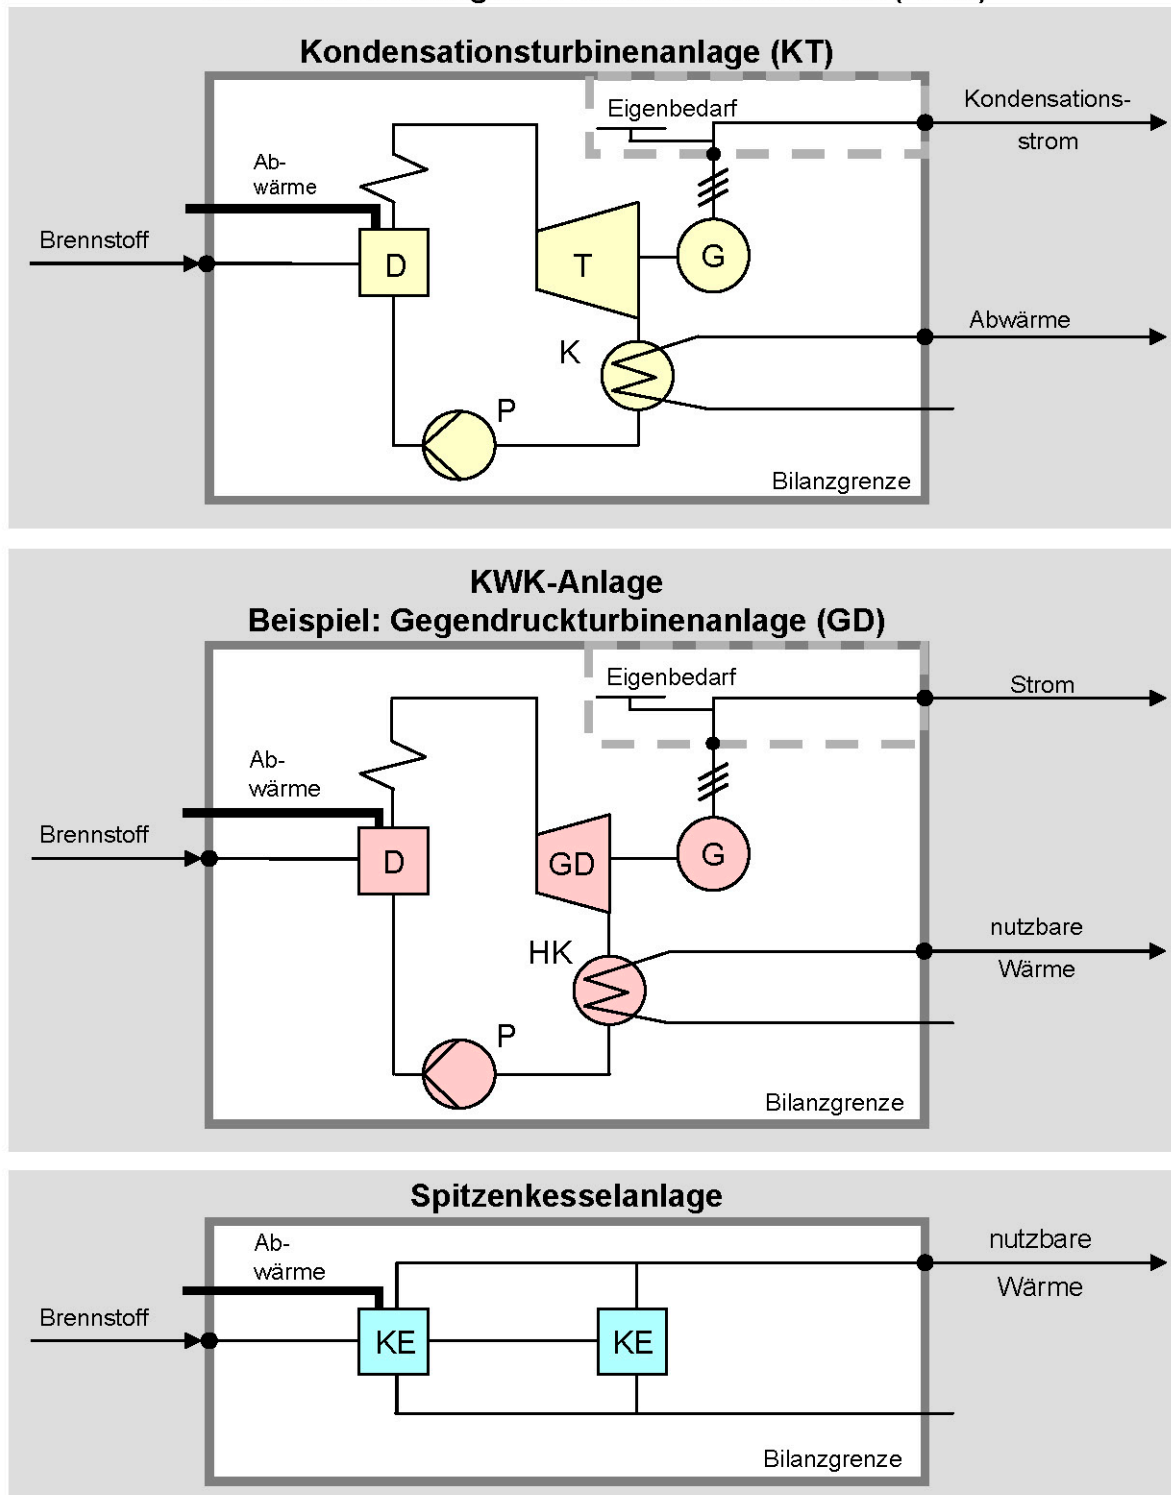 Kondensationsturbinenanlage (KT)
Eigenbedarf
Kondensations-
strom
Ab-
wärme
Brennstoff
D
T
G
Abwärme
K
P
Bilanzgrenze
KWK-Anlage
Beispiel: Gegendruckturbinenanlage (GD)
Eigenbedarf
Strom
Ab-
wärme
Brennstoff
D
GD
G
nutzbare
Wärme
HK
P
Bilanzgrenze
Spitzenkesselanlage
Ab-
wärme
nutzbare
Wärme
Brennstoff
KE
KE
Bilanzgrenze